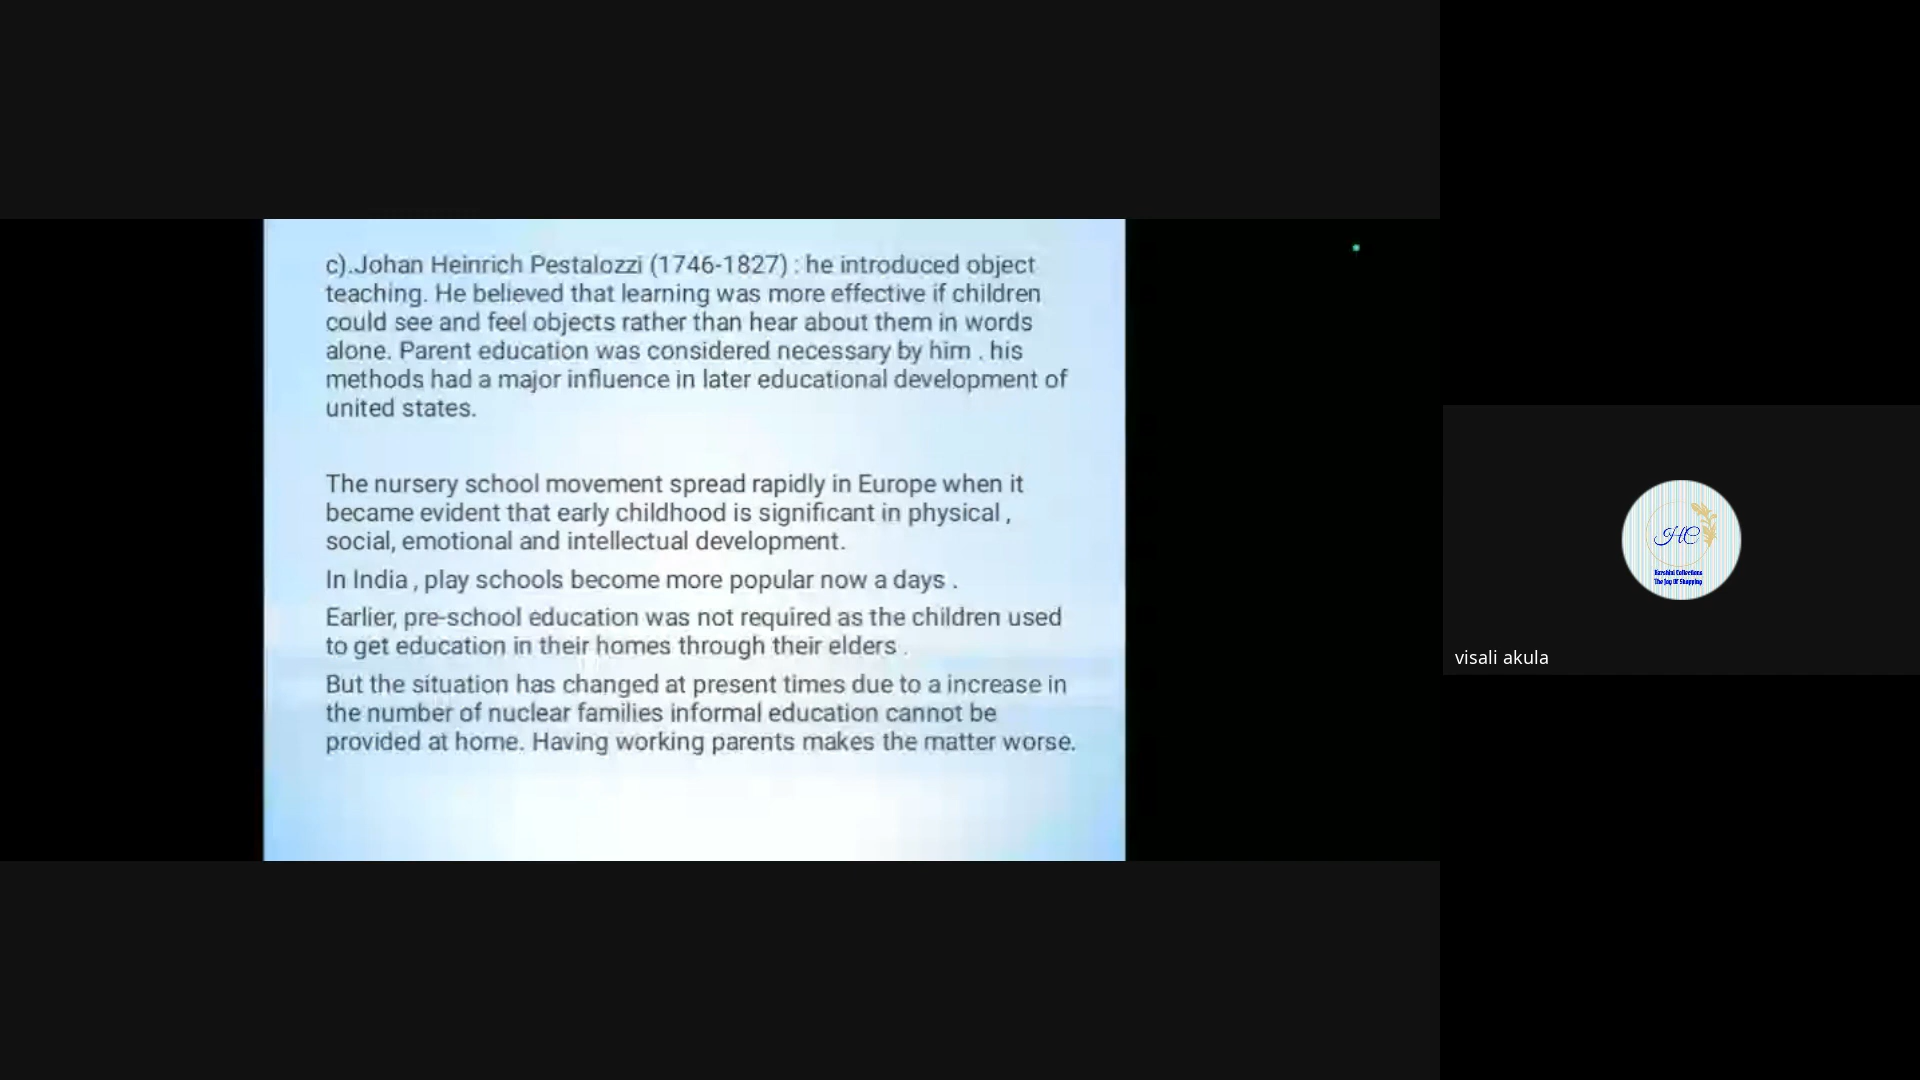 c).Johan Heinrich Pestalozzi (1746-1827) : he introduced object
teaching. He believed that learning was more effective if children
could see and feel objects rather than hear about them in words
alone. Parent education was considered necessary by him . his
methods had a major influence in later educational development of
united states.
The nursery school movement spread rapidly in Europe when it
became evident that early childhood is significant in physical ,
social, emotional and intellectual development.
In India , play schools become more popular now a days .
Earlier, pre-school education was not required as the children used
to get education in their homes through their elders .
But the situation has changed at present times due to a increase in
the number of nuclear families informal education cannot be
provided at home. Having working parents makes the matter worse.
HC
Harshini Collections
The Joy Of Shopping
visali akula